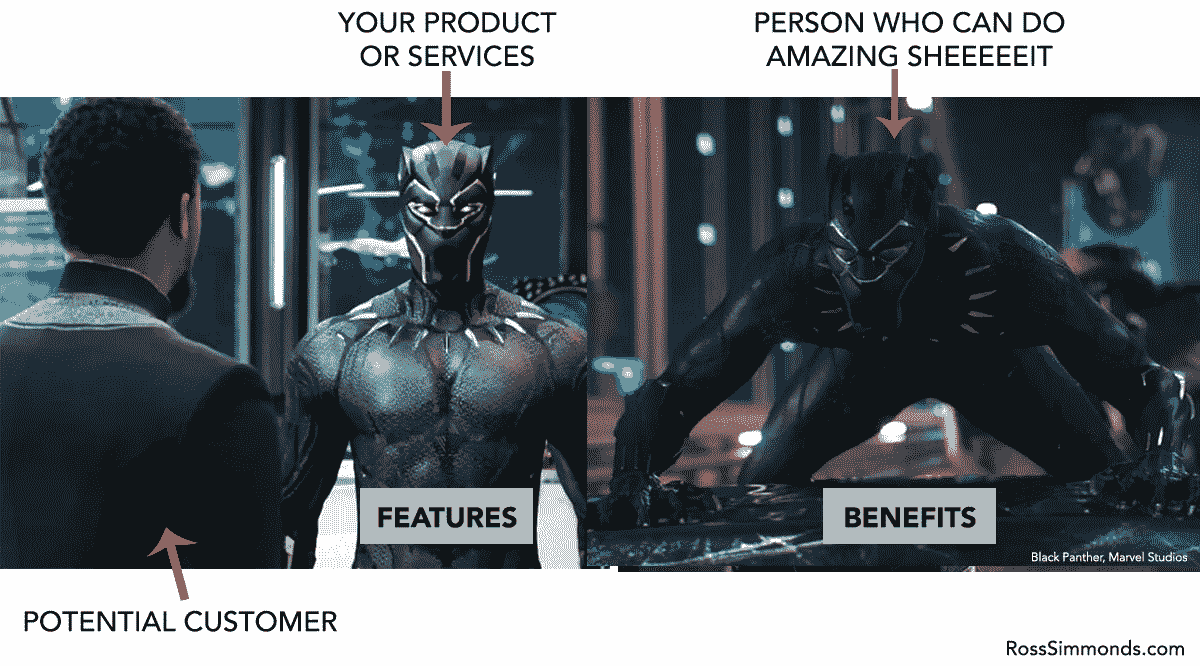 YOUR PRODUCT
OR SERVICES
PERSON WHO CAN DO
AMAZING SHEEEEEIT
FEATURES
BENEFITS
Black Panther, Marvel Studios
POTENTIAL CUSTOMER
RossSimmonds.com